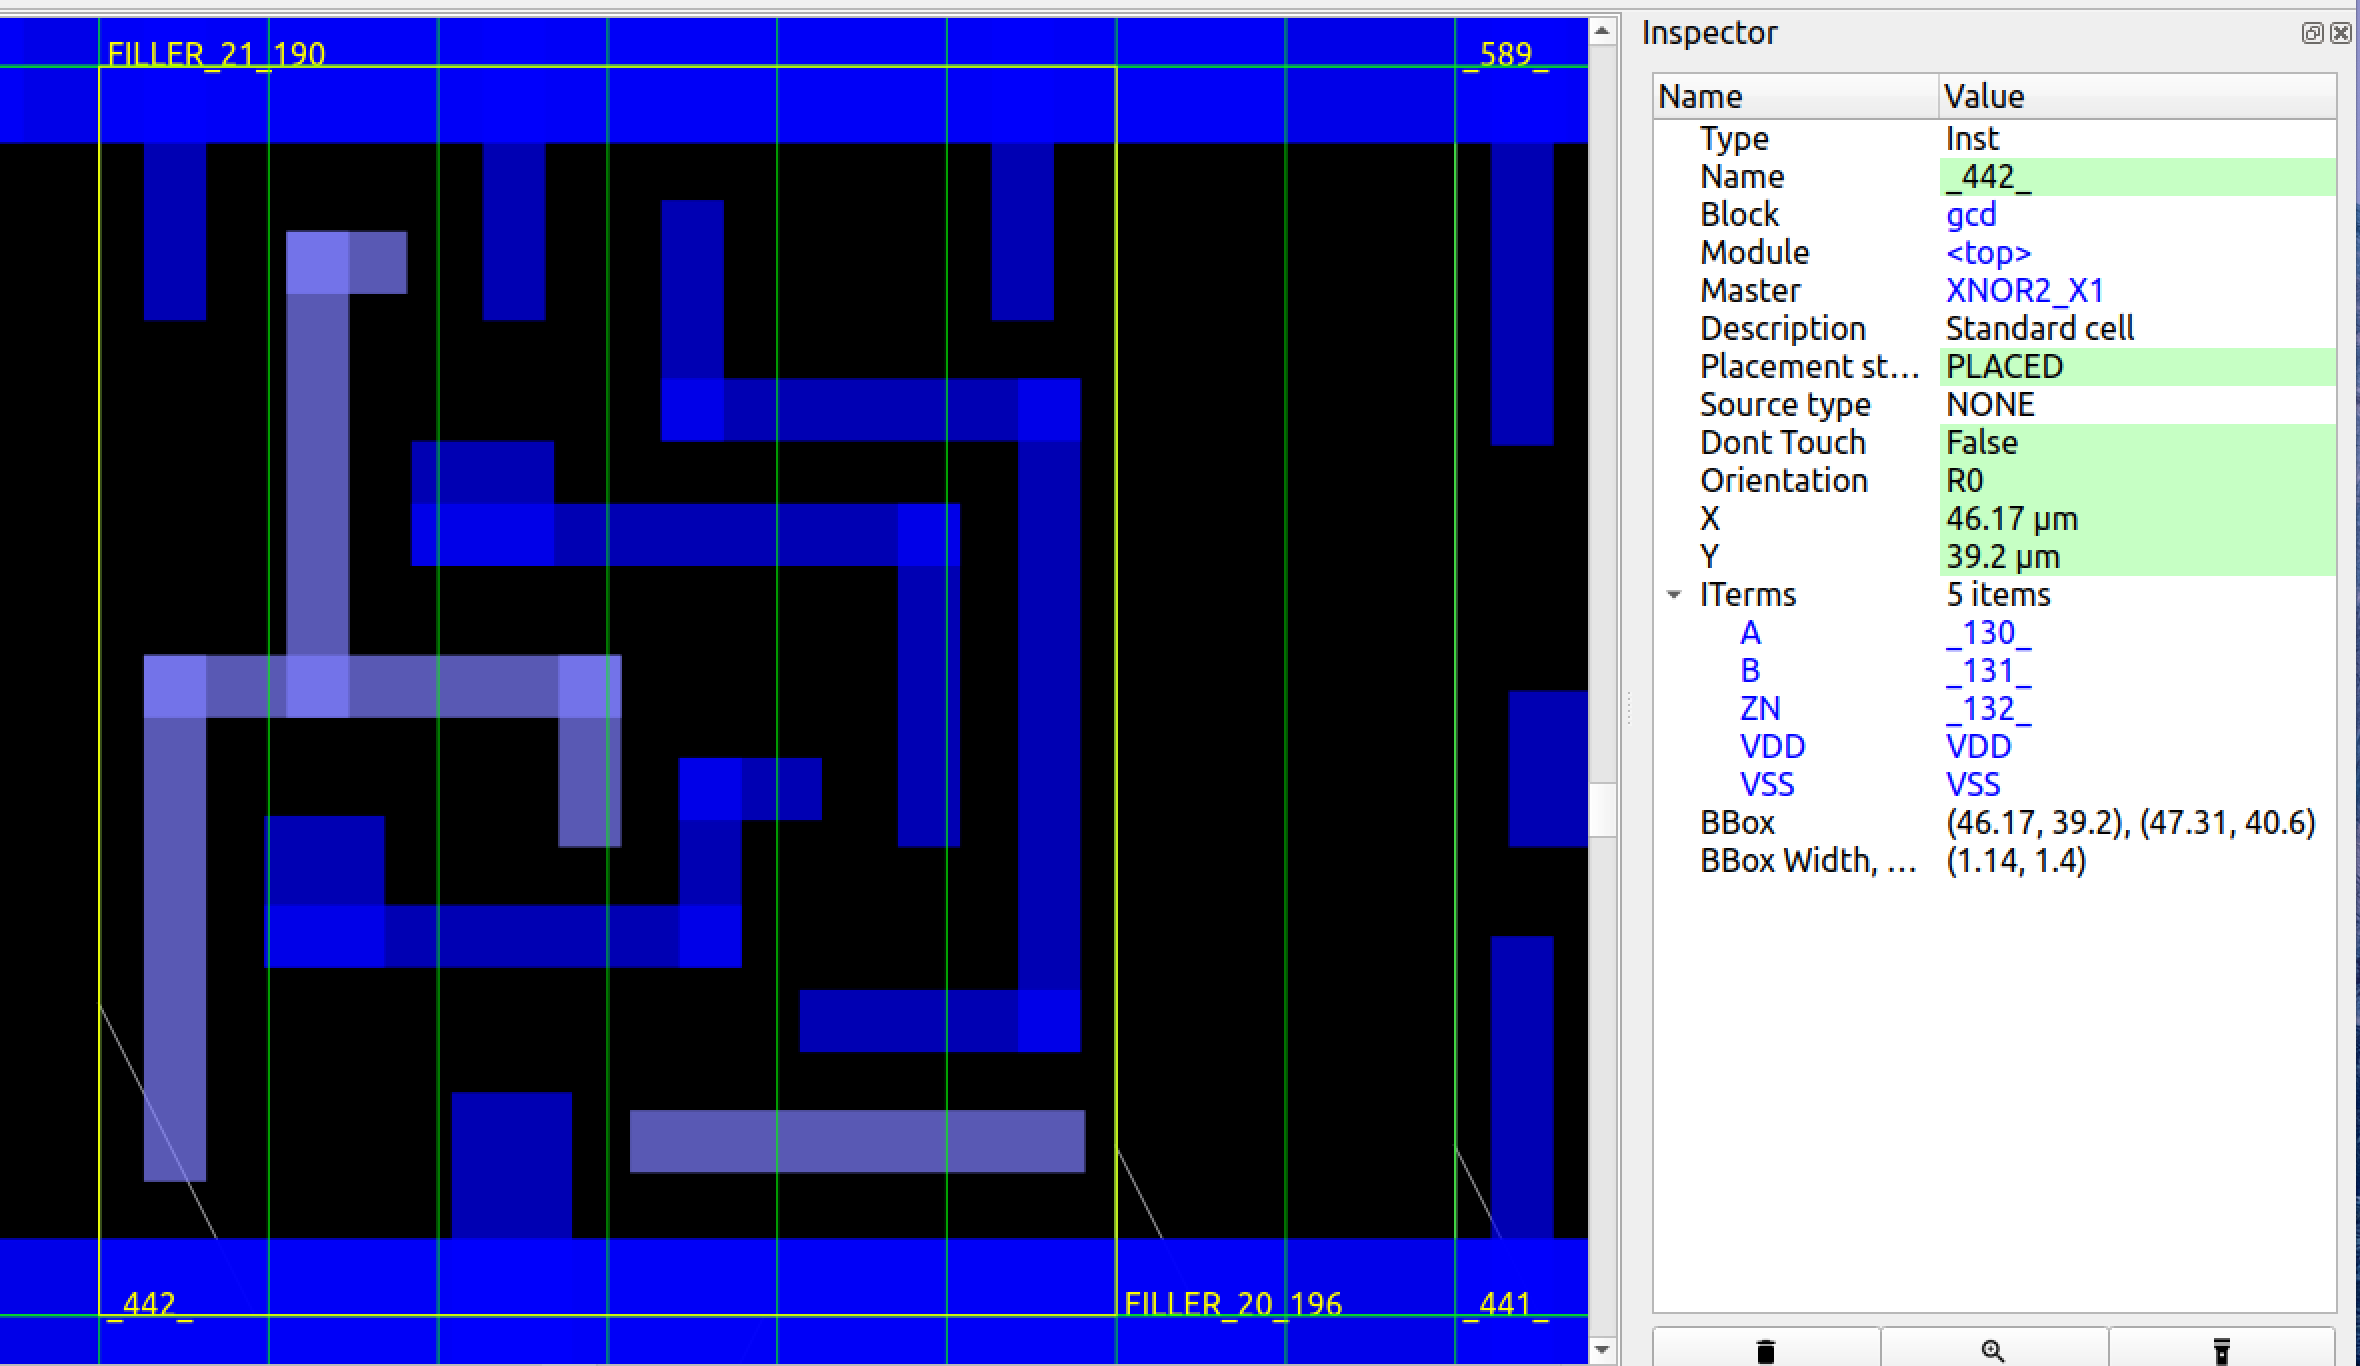 FILLER_21_190
_589_
_442_
FILLER_20_196
_441_
Inspector
Name Value
Type Inst
Name _442_
Block gcd
Module <top>
Master XNOR2_X1
Description Standard cell
Placement st... PLACED
Source type NONE
Dont Touch False
Orientation R0
X 46.17 μm
Y 39.2 μm
ITerms 5 items
A _130_
B _131_
ZN _132_
VDD VDD
VSS VSS
BBox (46.17, 39.2), (47.31, 40.6)
BBox Width, ... (1.14, 1.4)